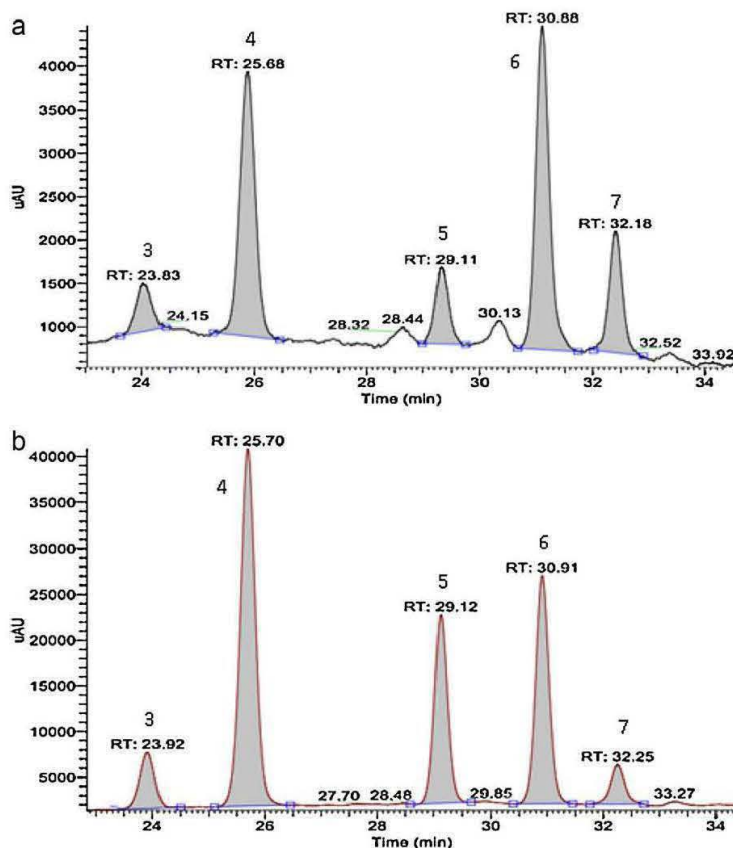 a
RT: 30.88
4
RT: 25.68
6
4000
3500
3000
2500
uAU
7
RT: 32.18
3
RT: 23.83
5
RT: 29.11
2000
1500
24.15
28.32
28.44
30.13
32.52
33.92
1000
24 26 28 30 32 34
Time (min)
b
RT: 25.70
40000
4
35000
30000
6
RT: 30.91
25000
uAU
5
RT: 29.12
20000
15000
3
RT: 23.92
10000
7
RT: 32.25
5000
27.70
28.48
29.85
33.27
24 26 28 30 32 34
Time (min)